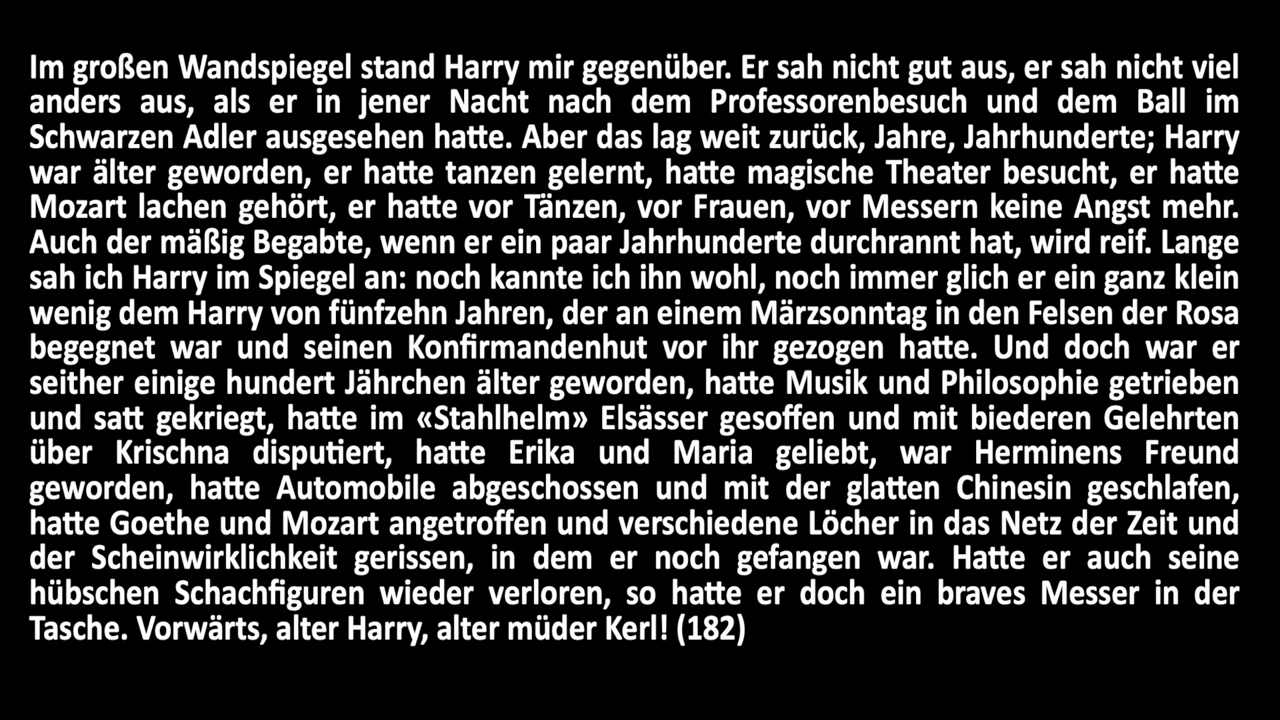 Im großen Wandspiegel stand Harry mir gegenüber. Er sah nicht gut aus, er sah nicht viel
anders aus, als er in jener Nacht nach dem Professorenbesuch und dem Ball im
Schwarzen Adler ausgesehen hatte. Aber das lag weit zurück, Jahre, Jahrhunderte; Harry
war älter geworden, er hatte tanzen gelernt, hatte magische Theater besucht, er hatte
Mozart lachen gehört, er hatte vor Tänzen, vor Frauen, vor Messern keine Angst mehr.
Auch der mäßig Begabte, wenn er ein paar Jahrhunderte durchrannt hat, wird reif. Lange
sah ich Harry im Spiegel an: noch kannte ich ihn wohl, noch immer glich er ein ganz klein
wenig dem Harry von fünfzehn Jahren, der an einem Märzsonntag in den Felsen der Rosa
begegnet war und seinen Konfirmandenhut vor ihr gezogen hatte. Und doch war er
seither einige hundert Jährchen älter geworden, hatte Musik und Philosophie getrieben
und satt gekriegt, hatte im «Stahlhelm» Elsässer gesoffen und mit biederen Gelehrten
über Krischna disputiert, hatte Erika und Maria geliebt, war Herminens Freund
geworden, hatte Automobile abgeschossen und mit der glatten Chinesin geschlafen,
hatte Goethe und Mozart angetroffen und verschiedene Löcher in das Netz der Zeit und
der Scheinwirklichkeit gerissen, in dem er noch gefangen war. Hatte er auch seine
hübschen Schachfiguren wieder verloren, so hatte er doch ein braves Messer in der
Tasche. Vorwärts, alter Harry, alter müder Kerl! (182)